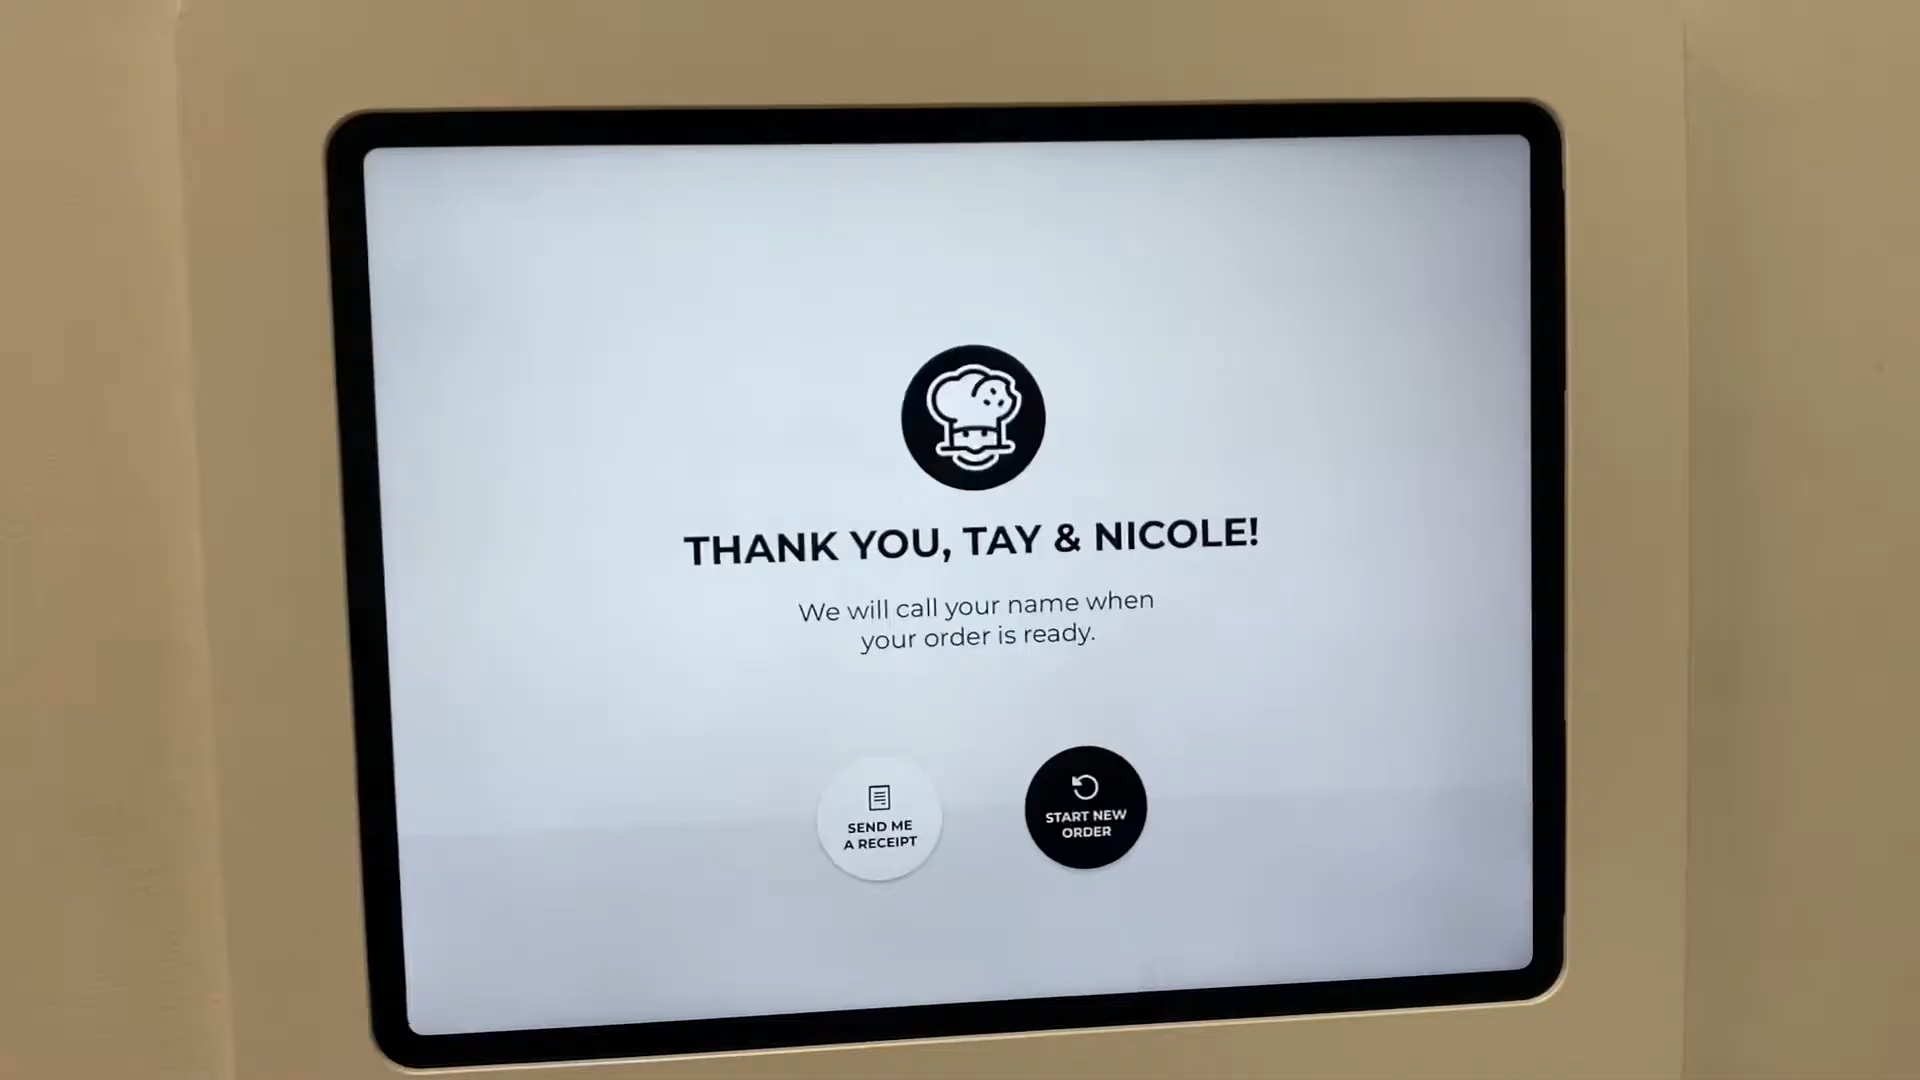 THANK YOU, TAY & NICOLE!
We will call your name when
your order is ready.
SEND ME
A RECEIPT
START NEW
ORDER